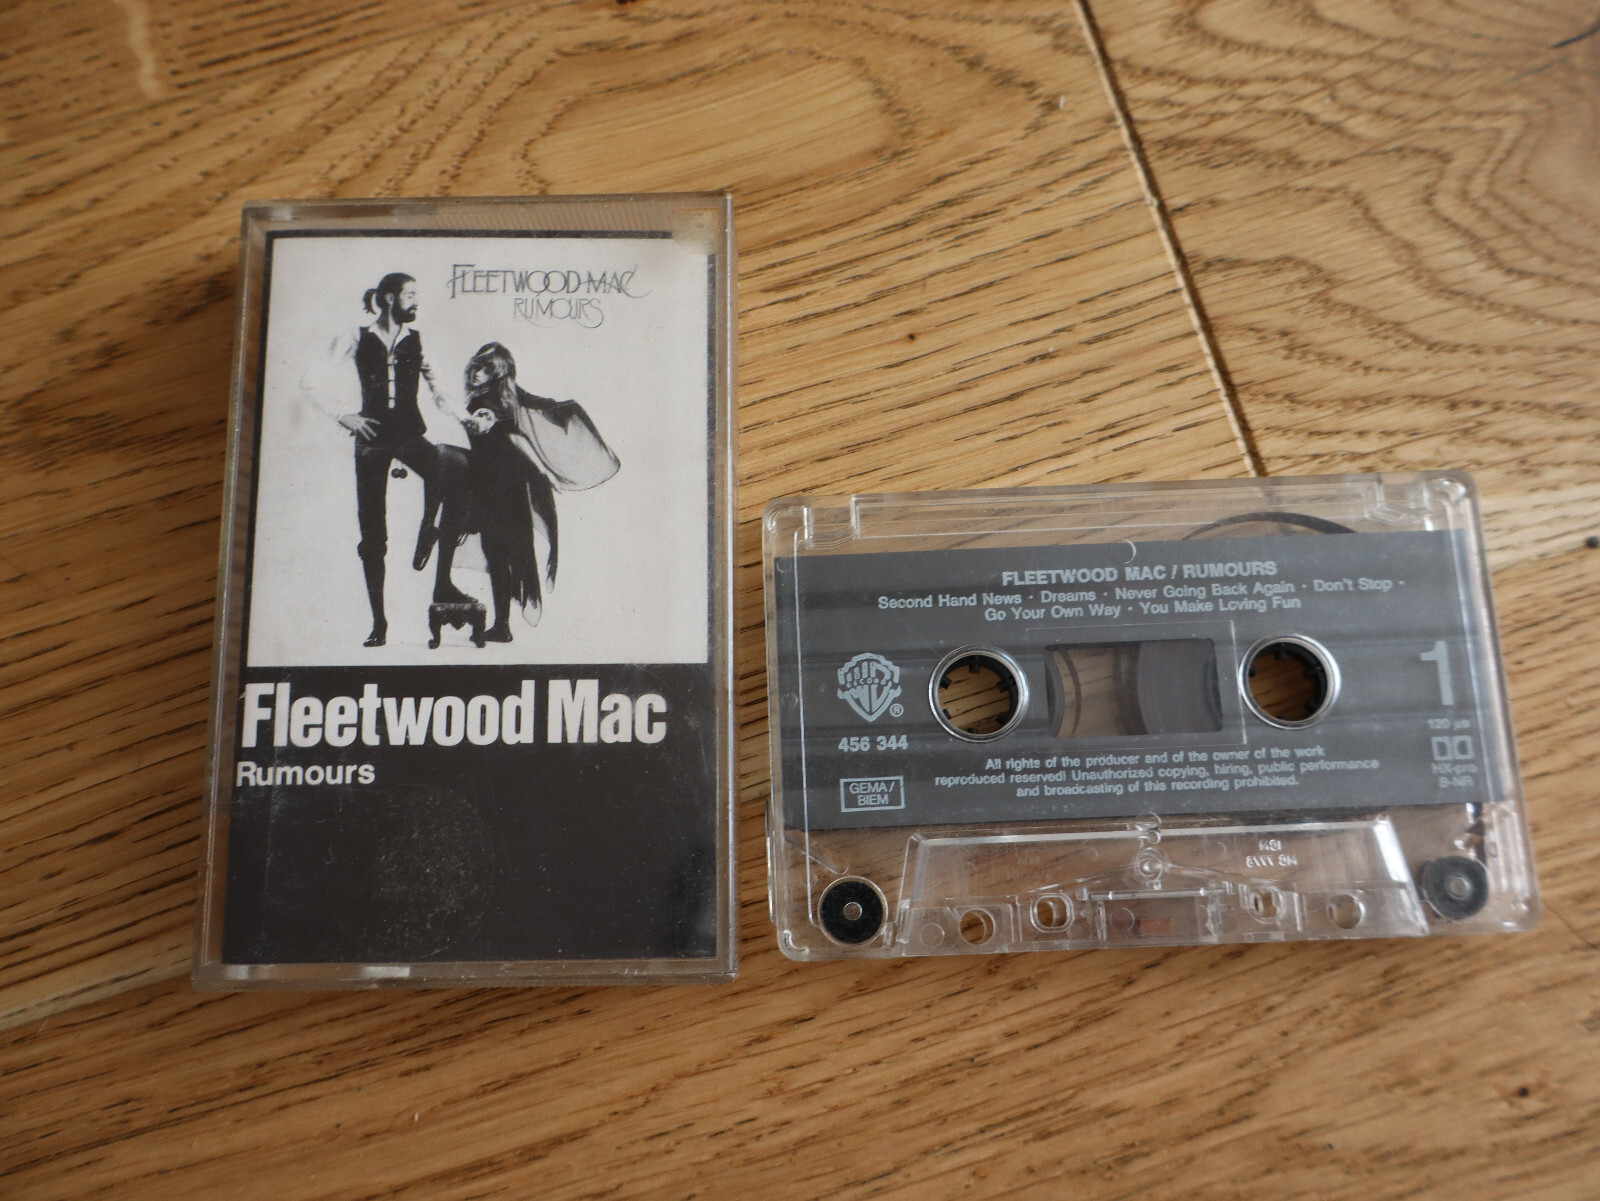 FLEETWOOD MAC
RUMOURS
Fleetwood Mac
Rumours
FLEETWOOD MAC / RUMOURS
Second Hand News · Dreams · Never Going Back Again · Don't Stop ·
Go Your Own Way · You Make Loving Fun
WB
RECORDS
®
456 344
GEMA/
BIEM
All rights of the producer and of the owner of the work
reproduced reserved! Unauthorized copying, hiring, public performance
and broadcasting of this recording prohibited.
1
120 µs
HX-pro
B-NR